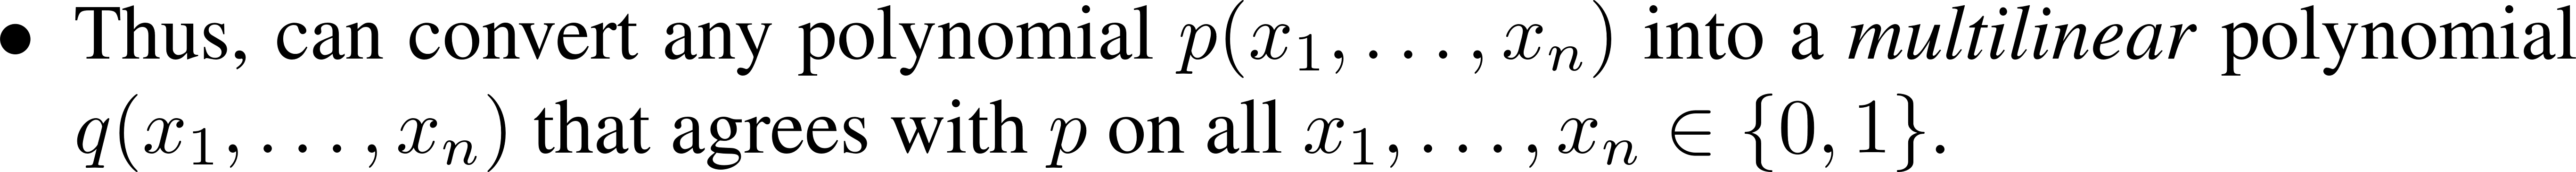 • Thus, can convert any polynomial p(x₁, . . . , xₙ) into a multilinear polynomial
q(x₁, . . . , xₙ) that agrees with p on all x₁, . . . , xₙ ∈ {0, 1}.